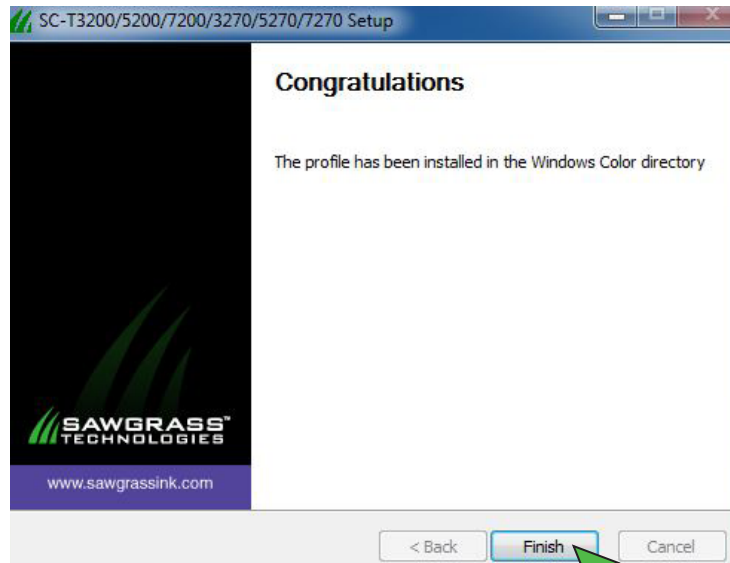 SC-T3200/5200/7200/3270/5270/7270 Setup
Congratulations
The profile has been installed in the Windows Color directory
SAWGRASS™
TECHNOLOGIES
www.sawgrassink.com
< Back Finish Cancel